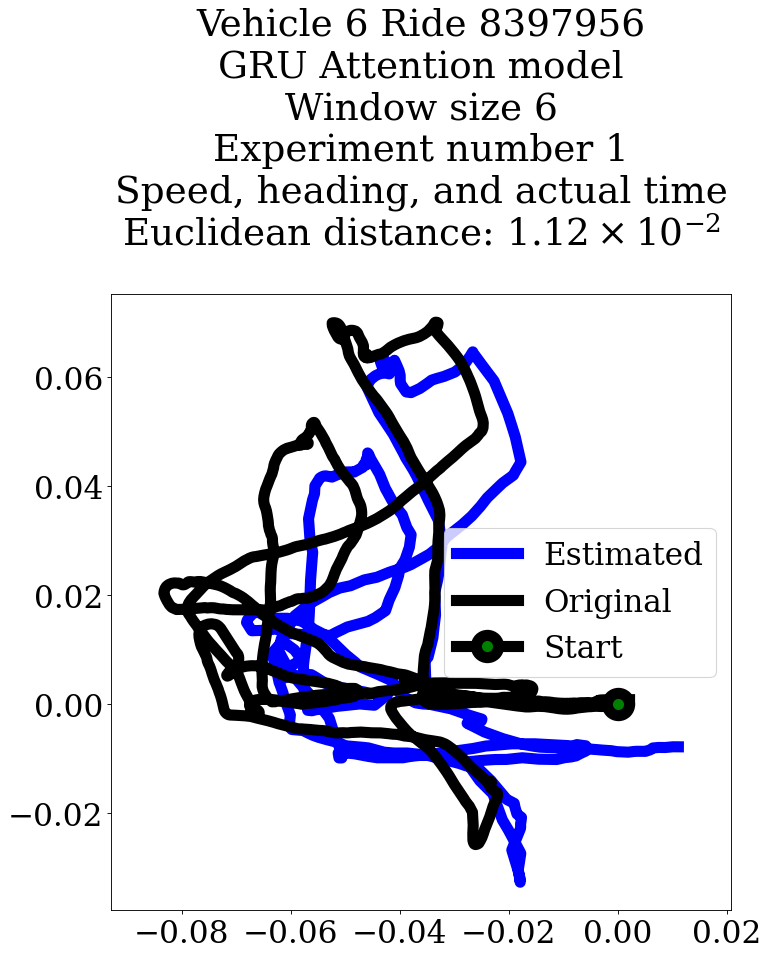 Vehicle 6 Ride 8397956
GRU Attention model
Window size 6
Experiment number 1
Speed, heading, and actual time
Euclidean distance: 1.12 × 10⁻²
0.06
0.04
0.02
0.00
−0.02
Estimated
Original
Start
−0.08 −0.06 −0.04 −0.02 0.00 0.02